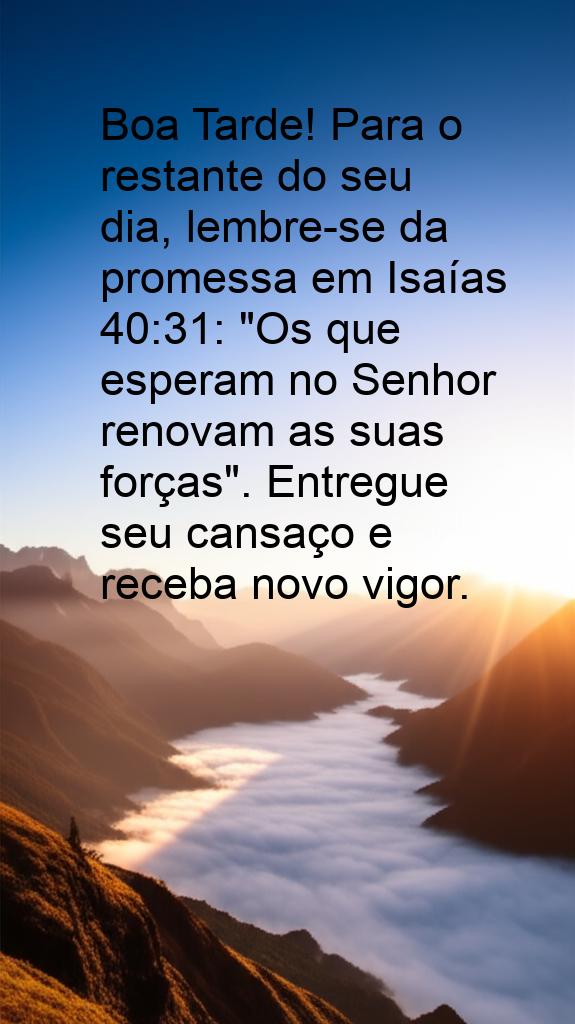 Boa Tarde! Para o
restante do seu
dia, lembre-se da
promessa em Isaías
40:31: "Os que
esperam no Senhor
renovam as suas
forças". Entregue
seu cansaço e
receba novo vigor.